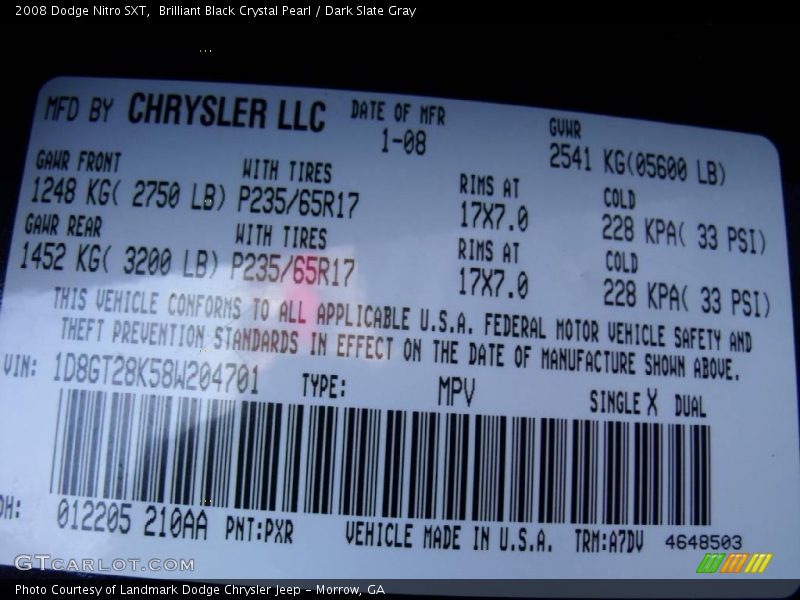 2008 Dodge Nitro SXT,  Brilliant Black Crystal Pearl / Dark Slate Gray
MFD BY CHRYSLER LLC DATE OF MFR GVWR
1-08 2541 KG(05600 LB)
GAWR FRONT WITH TIRES RIMS AT COLD
1248 KG( 2750 LB) P235/65R17 17X7.0 228 KPA( 33 PSI)
GAWR REAR WITH TIRES RIMS AT COLD
1452 KG( 3200 LB) P235/65R17 17X7.0 228 KPA( 33 PSI)
THIS VEHICLE CONFORMS TO ALL APPLICABLE U.S.A. FEDERAL MOTOR VEHICLE SAFETY AND
THEFT PREVENTION STANDARDS IN EFFECT ON THE DATE OF MANUFACTURE SHOWN ABOVE.
VIN: 1D8GT28K58W204701 TYPE: MPV SINGLE X DUAL
012205 210AA PNT:PXR VEHICLE MADE IN U.S.A. TRM:A7DV 4648503
GTCARLOT.COM
Photo Courtesy of Landmark Dodge Chrysler Jeep - Morrow, GA